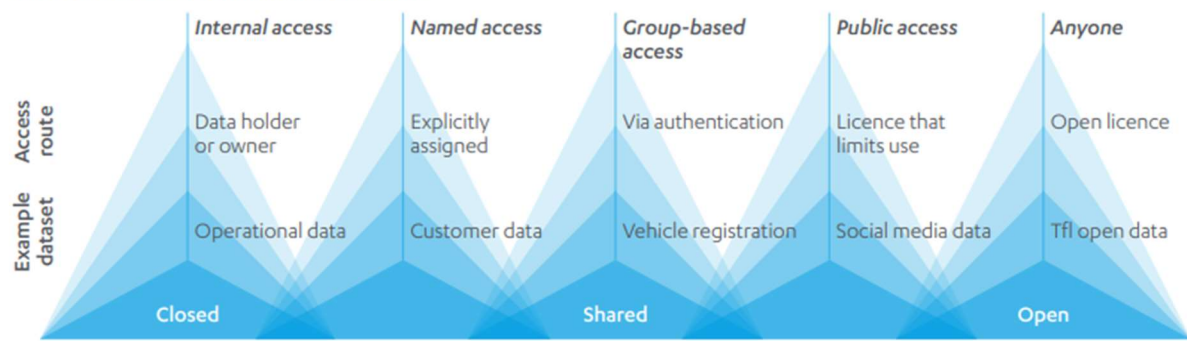 Internal access
Named access
Group-based
access
Public access
Anyone
Access
route
Data holder
or owner
Explicitly
assigned
Via authentication
Licence that
limits use
Open licence
Example
dataset
Operational data
Customer data
Vehicle registration
Social media data
Tfl open data
Closed
Shared
Open